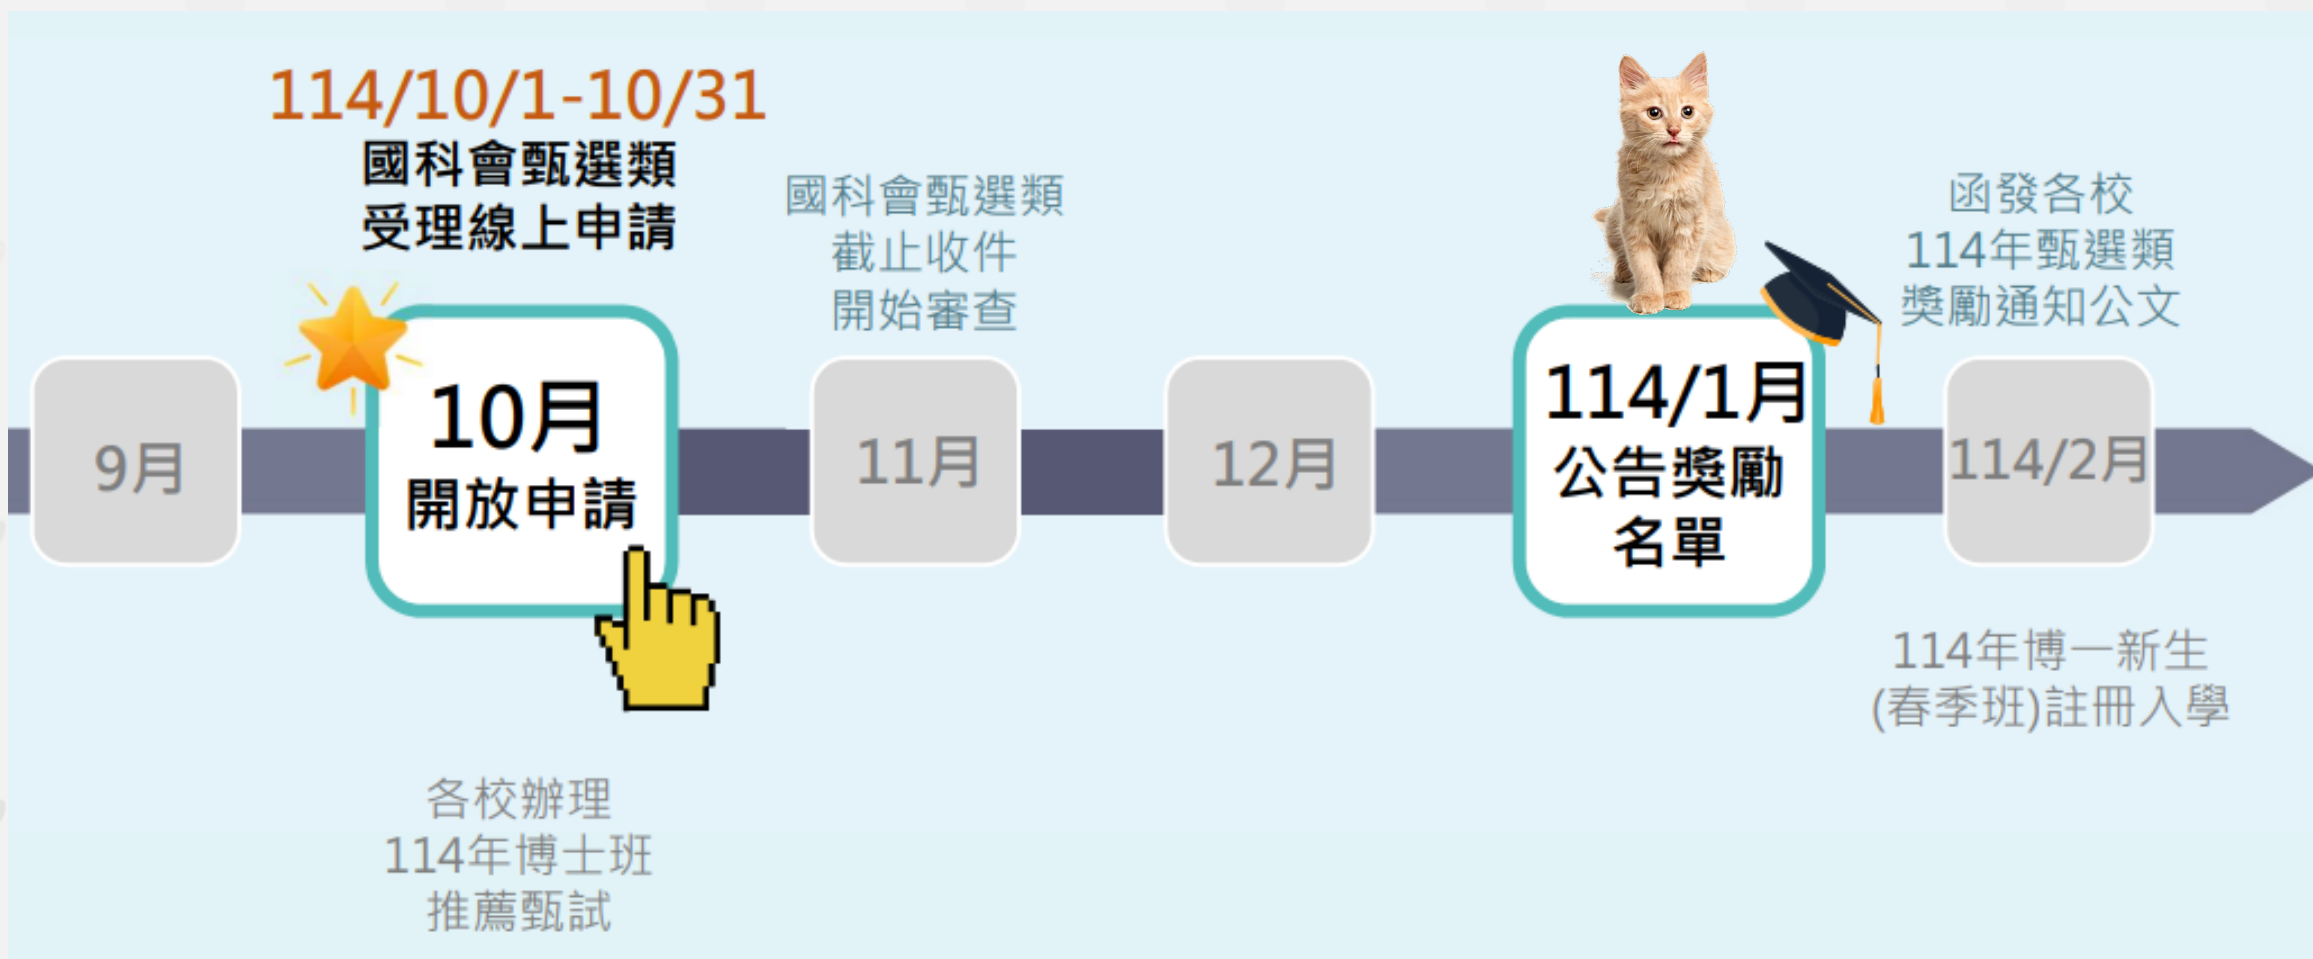 114/10/1-10/31
國科會甄選類
受理線上申請
國科會甄選類
截止收件
開始審查
函發各校
114年甄選類
獎勵通知公文
9月
10月
開放申請
11月
12月
114/1月
公告獎勵
名單
114/2月
各校辦理
114年博士班
推薦甄試
114年博一新生
(春季班)註冊入學